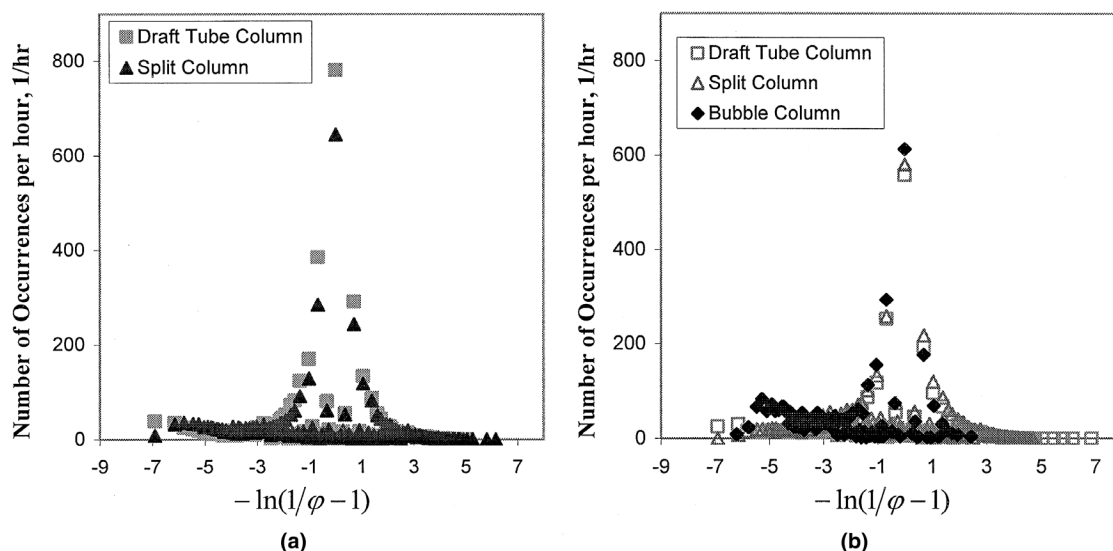 Number of Occurrences per hour, 1/hr
800
600
400
200
0
Draft Tube Column
Split Column
-9 -7 -5 -3 -1 1 3 5 7
− ln(1/φ − 1)
(a)
Number of Occurrences per hour, 1/hr
800
600
400
200
0
Draft Tube Column
Split Column
Bubble Column
-9 -7 -5 -3 -1 1 3 5 7
− ln(1/φ − 1)
(b)